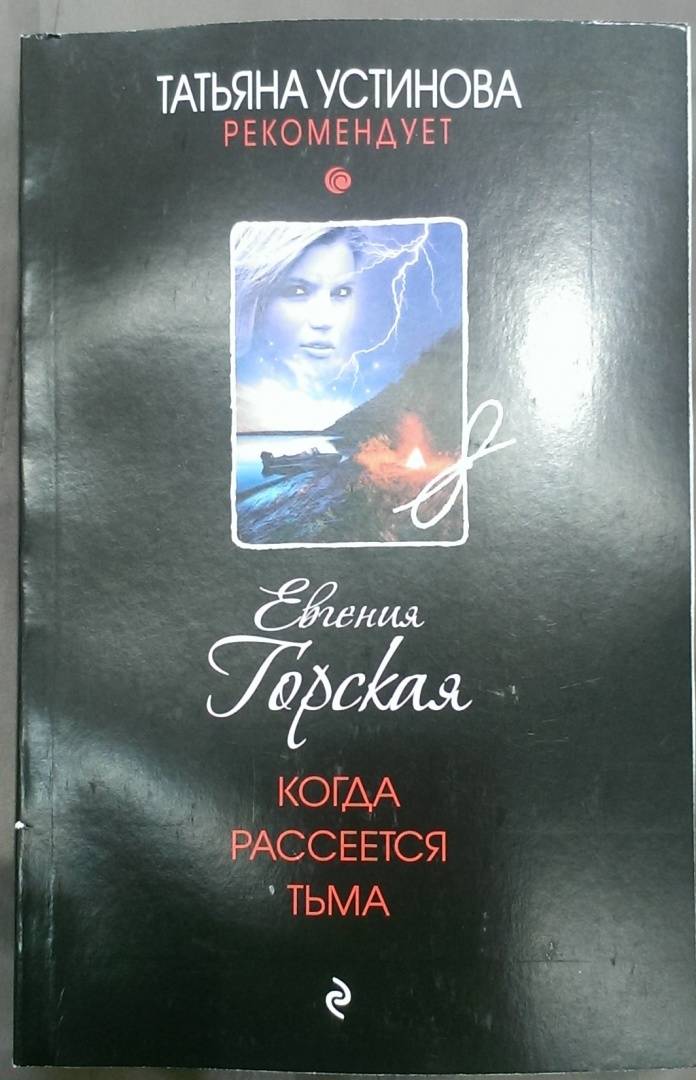 ТАТЬЯНА УСТИНОВА
РЕКОМЕНДУЕТ
Евгения
Горская
КОГДА
РАССЕЕТСЯ
ТЬМА